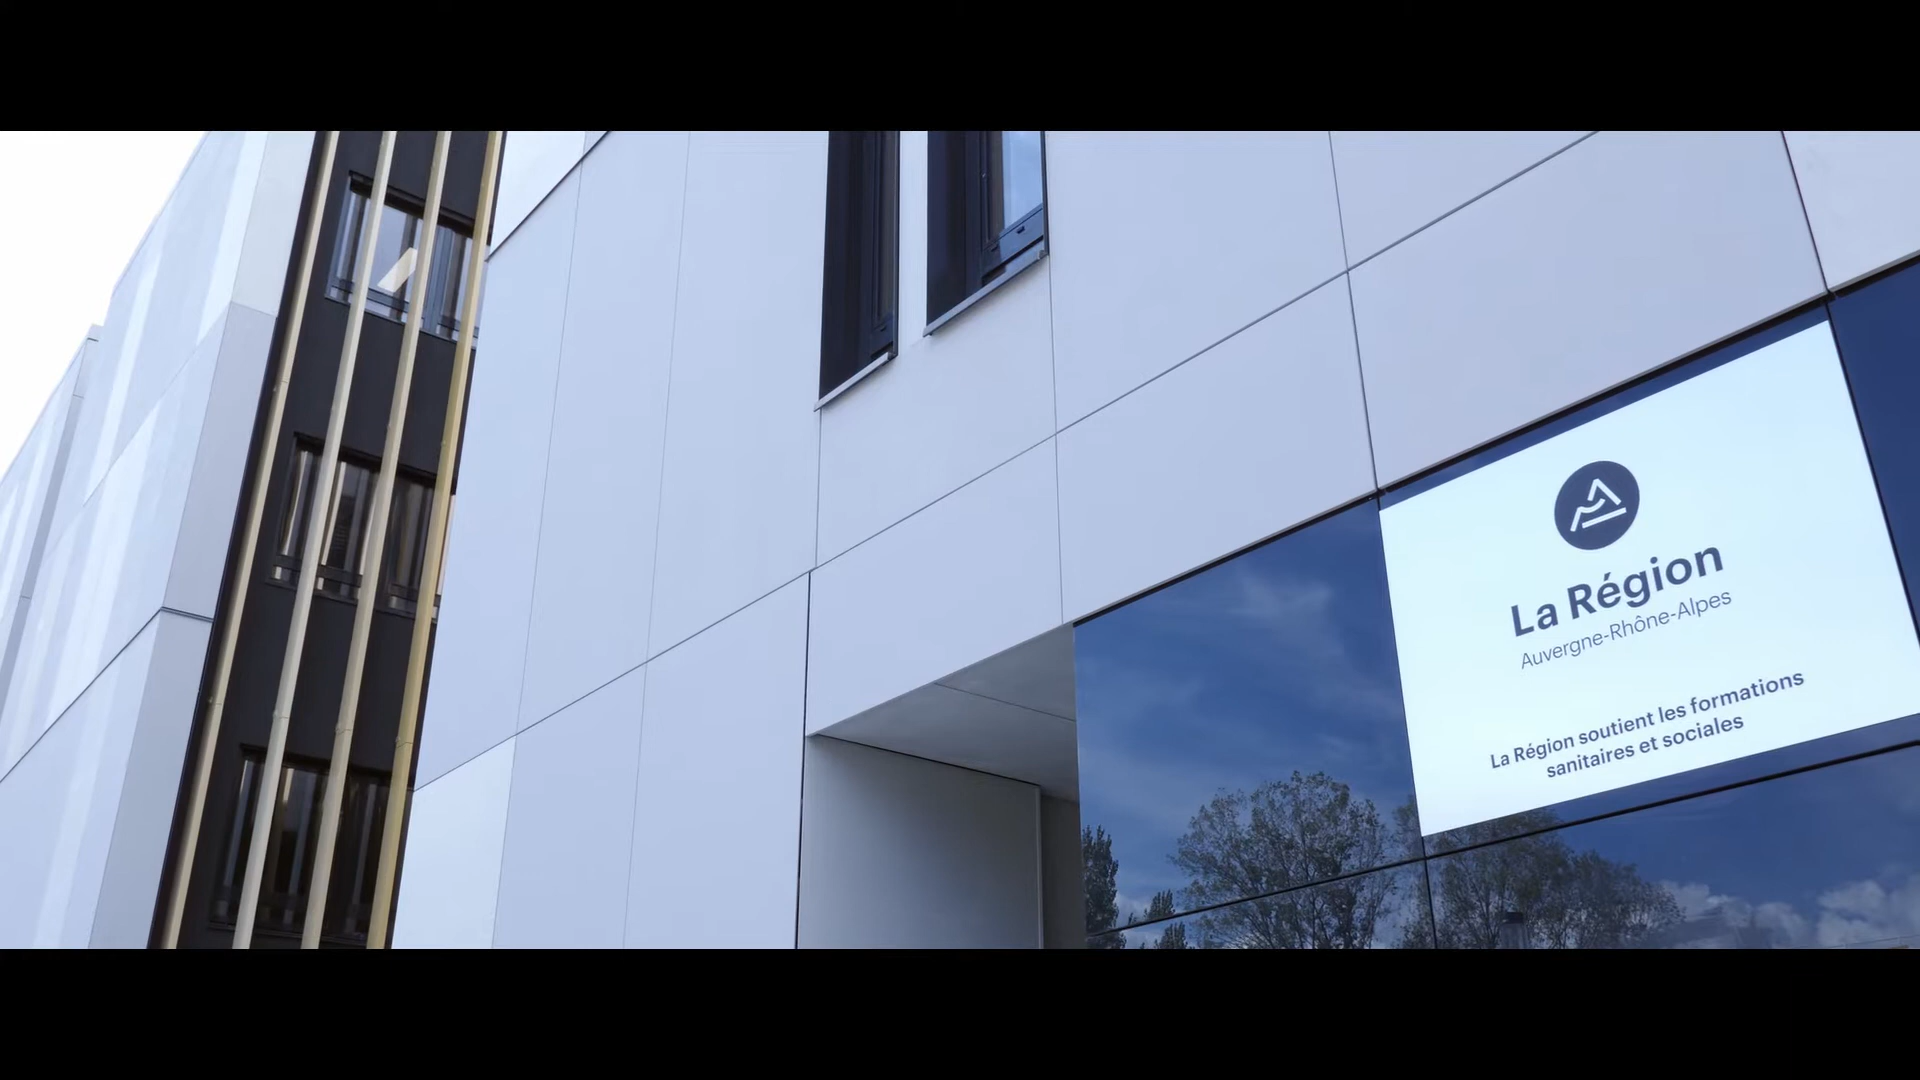 La Région
Auvergne-Rhône-Alpes
La Région soutient les formations
sanitaires et sociales